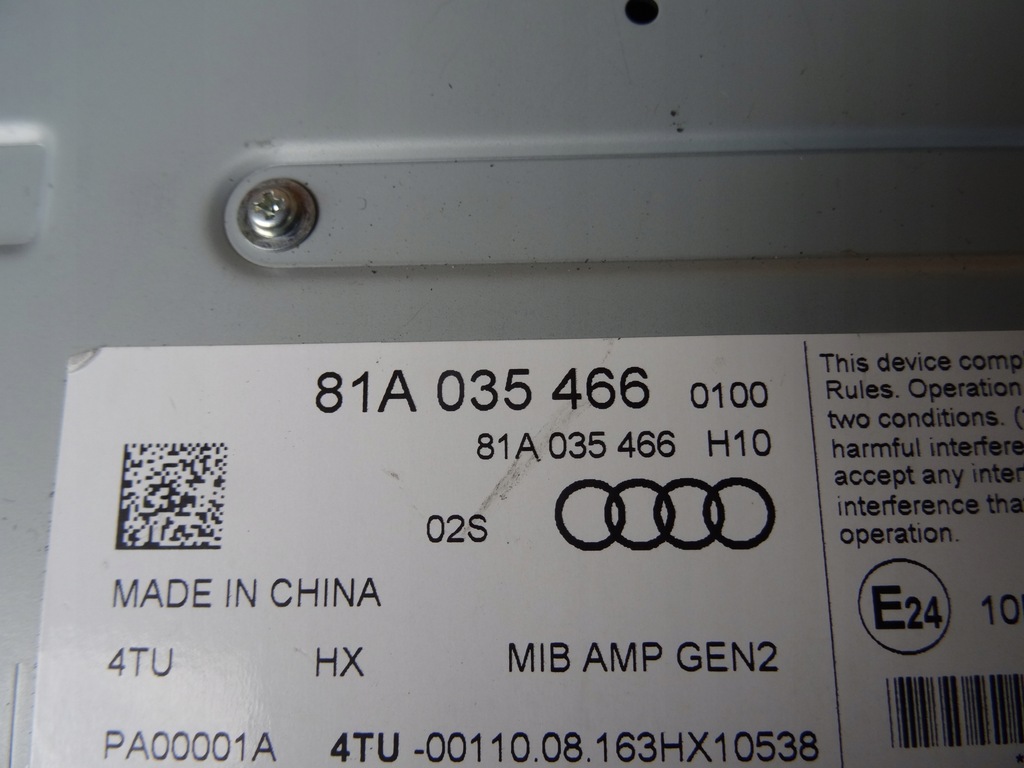 81A 035 466 0100
81A 035 466 H10
02S
MADE IN CHINA
4TU HX MIB AMP GEN2
PA00001A 4TU -00110.08.163HX10538
This device comp
Rules. Operation
two conditions. (
harmful interfere
accept any inter
interference tha
operation.
E24 10